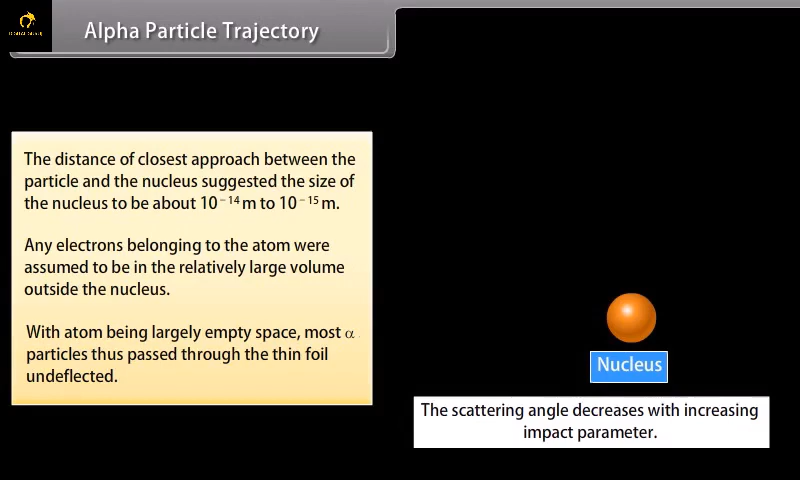 Alpha Particle Trajectory
The distance of closest approach between the
particle and the nucleus suggested the size of
the nucleus to be about 10⁻¹⁴ m to 10⁻¹⁵ m.
Any electrons belonging to the atom were
assumed to be in the relatively large volume
outside the nucleus.
With atom being largely empty space, most α
particles thus passed through the thin foil
undeflected.
Nucleus
The scattering angle decreases with increasing
impact parameter.